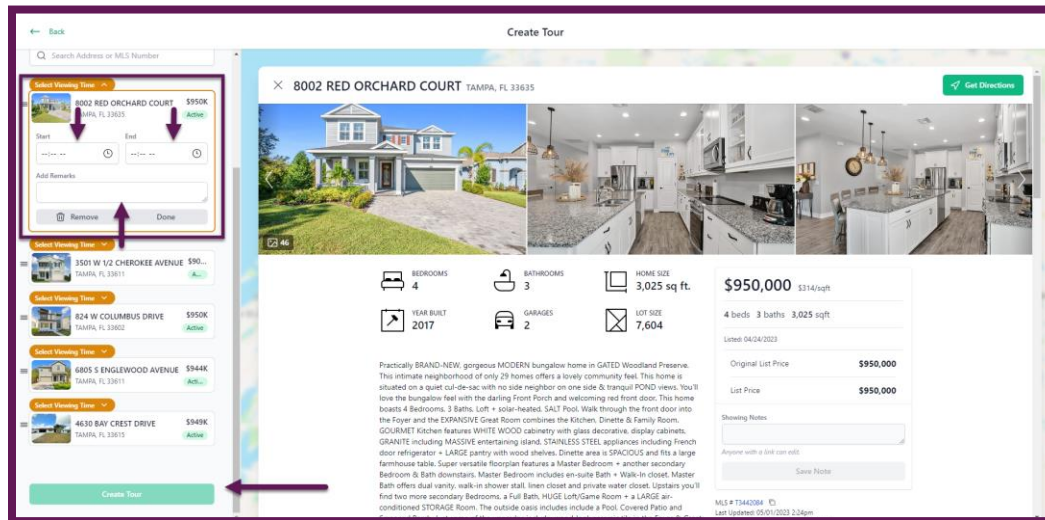 Back
Create Tour
Search Address or MLS Number
Select Viewing Time
8002 RED ORCHARD COURT $950K
TAMPA, FL 33635 Active
Start End
--:-- -- --:-- --
Add Remarks
Remove Done
Select Viewing Time
3501 W 1/2 CHEROKEE AVENUE $90...
TAMPA, FL 33611 A...
Select Viewing Time
824 W COLUMBUS DRIVE $950K
TAMPA, FL 33602 Active
Select Viewing Time
6805 S ENGLEWOOD AVENUE $944K
TAMPA, FL 33611 Acti...
Select Viewing Time
4630 BAY CREST DRIVE $949K
TAMPA, FL 33615 Active
Create Tour
8002 RED ORCHARD COURT TAMPA, FL 33635
Get Directions
46
BEDROOMS
4
BATHROOMS
3
HOME SIZE
3,025 sq ft.
YEAR BUILT
2017
GARAGES
2
LOT SIZE
7,604
Practically BRAND-NEW, gorgeous MODERN bungalow home in GATED Woodland Preserve.
This intimate neighborhood of only 29 homes offers a lovely community feel. This home is
situated on a quiet cul-de-sac with no side neighbor on one side & tranquil POND views. You'll
love the bungalow feel with the darling Front Porch and welcoming red front door. This home
boasts 4 Bedrooms, 3 Baths, Loft + solar-heated, SALT Pool. Walk through the front door into
the Foyer and the EXPANSIVE Great Room combines the Kitchen, Dinette & Family Room.
GOURMET Kitchen features WHITE WOOD cabinetry with glass decorative, display cabinets,
GRANITE including MASSIVE entertaining island, STAINLESS STEEL appliances including French
door refrigerator + LARGE pantry with wood shelves. Dinette area is SPACIOUS and fits a large
farmhouse table. Super versatile floorplan features a Master Bedroom + another secondary
Bedroom & Bath downstairs. Master Bedroom includes en-suite Bath + Walk-In closet. Master
Bath offers dual vanity, walk-in shower stall, linen closet and private water closet. Upstairs you'll
find two more secondary Bedrooms, a Full Bath, HUGE Loft/Game Room + a LARGE air-
conditioned STORAGE Room. The outside oasis includes include a Pool, Covered Patio and
$950,000 $314/sqft
4 beds 3 baths 3,025 sqft
Listed: 04/24/2023
Original List Price $950,000
List Price $950,000
Showing Notes
Anyone with a link can edit.
Save Note
MLS # T3442084
Last Updated: 05/01/2023 2:24pm